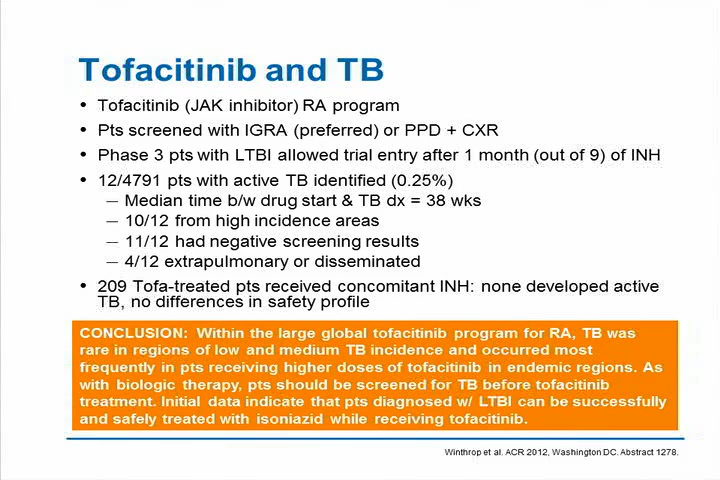 Tofacitinib and TB
• Tofacitinib (JAK inhibitor) RA program
• Pts screened with IGRA (preferred) or PPD + CXR
• Phase 3 pts with LTBI allowed trial entry after 1 month (out of 9) of INH
• 12/4791 pts with active TB identified (0.25%)
– Median time b/w drug start & TB dx = 38 wks
– 10/12 from high incidence areas
– 11/12 had negative screening results
– 4/12 extrapulmonary or disseminated
• 209 Tofa-treated pts received concomitant INH: none developed active
TB, no differences in safety profile
CONCLUSION: Within the large global tofacitinib program for RA, TB was
rare in regions of low and medium TB incidence and occurred most
frequently in pts receiving higher doses of tofacitinib in endemic regions. As
with biologic therapy, pts should be screened for TB before tofacitinib
treatment. Initial data indicate that pts diagnosed w/ LTBI can be successfully
and safely treated with isoniazid while receiving tofacitinib.
Winthrop et al. ACR 2012, Washington DC. Abstract 1278.